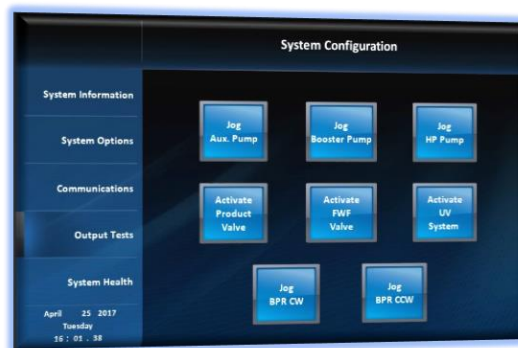 System Configuration
System Information
System Options
Communications
Output Tests
System Health
April 25 2017
Tuesday
16 : 01 . 38
Jog
Aux. Pump
Jog
Booster Pump
Jog
HP Pump
Activate
Product
Valve
Activate
FWF
Valve
Activate
UV
System
Jog
BPR CW
Jog
BPR CCW